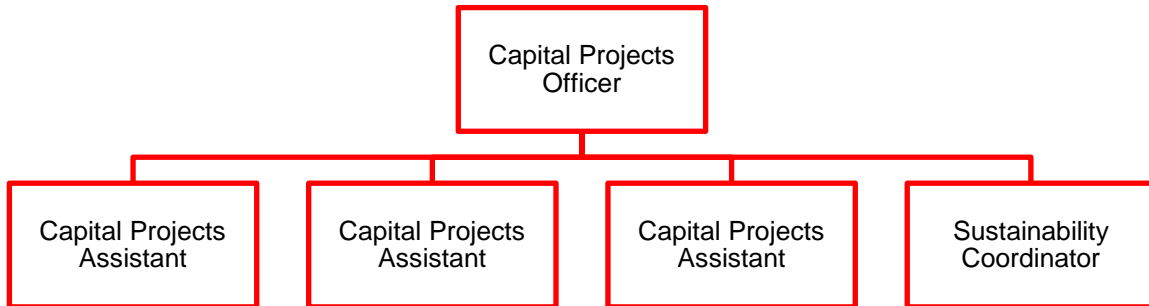 Capital Projects
Officer
Capital Projects
Assistant
Capital Projects
Assistant
Capital Projects
Assistant
Sustainability
Coordinator